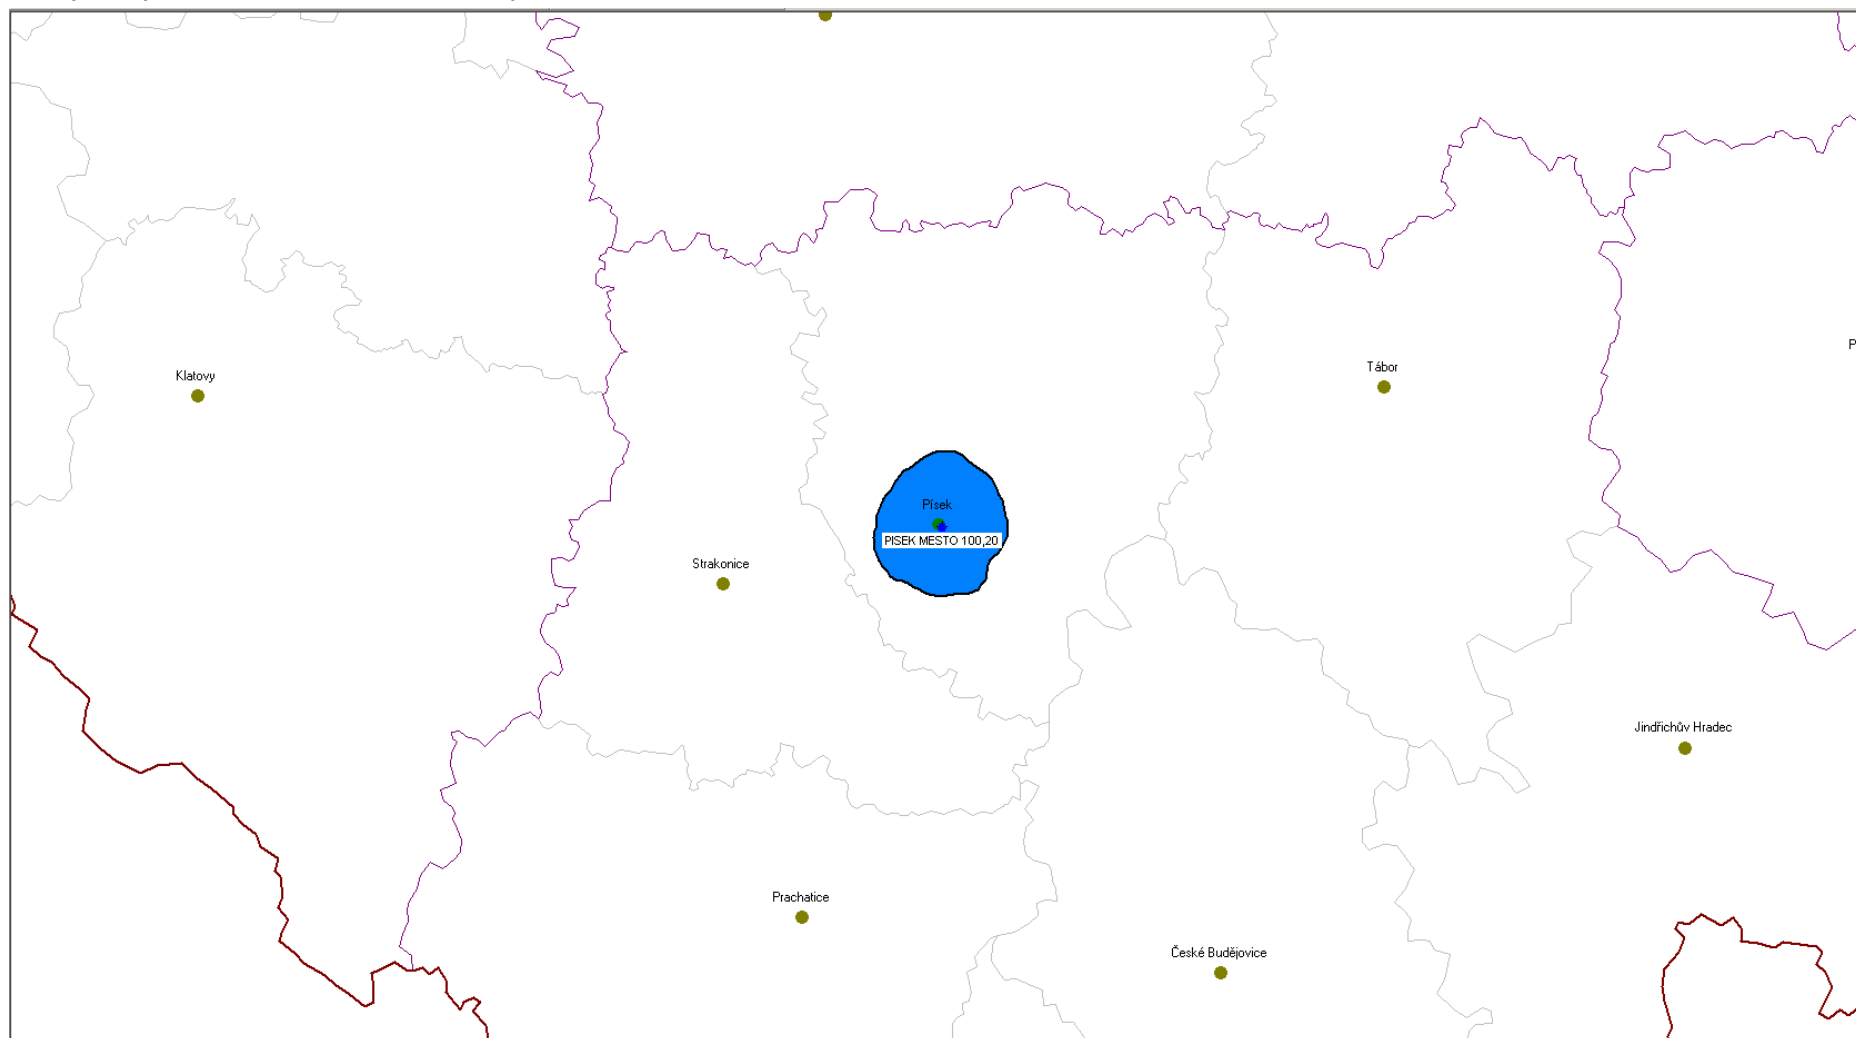 P
Tábor
Klatovy
Písek
PISEK MESTO 100,20
Strakonice
Jindřichův Hradec
Prachatice
České Budějovice